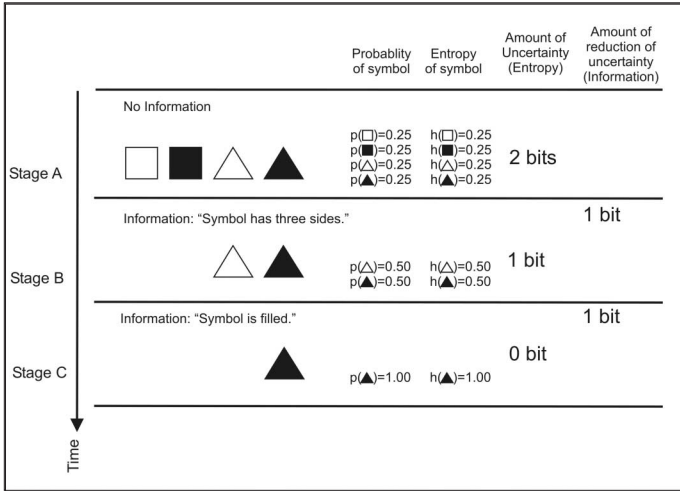 Probablity
of symbol
Entropy
of symbol
Amount of
Uncertainty
(Entropy)
Amount of
reduction of
uncertainty
(Information)
No Information
Stage A
p(□)=0.25 h(□)=0.25
p(■)=0.25 h(■)=0.25
p(△)=0.25 h(△)=0.25
p(▲)=0.25 h(▲)=0.25
2 bits
Information: “Symbol has three sides.”
1 bit
Stage B
p(△)=0.50 h(△)=0.50
p(▲)=0.50 h(▲)=0.50
1 bit
Information: “Symbol is filled.”
1 bit
Stage C
p(▲)=1.00 h(▲)=1.00
0 bit
Time